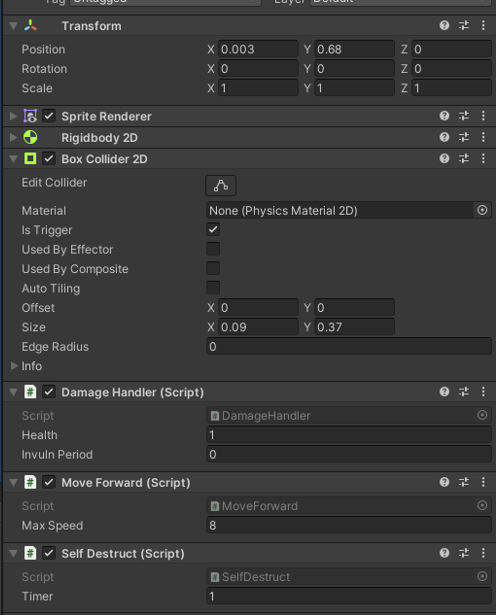 Tag Untagged Layer Default
Transform
Position X 0.003 Y 0.68 Z 0
Rotation X 0 Y 0 Z 0
Scale X 1 Y 1 Z 1
Sprite Renderer
Rigidbody 2D
Box Collider 2D
Edit Collider
Material None (Physics Material 2D)
Is Trigger
Used By Effector
Used By Composite
Auto Tiling
Offset X 0 Y 0
Size X 0.09 Y 0.37
Edge Radius 0
Info
# Damage Handler (Script)
Script # DamageHandler
Health 1
Invuln Period 0
# Move Forward (Script)
Script # MoveForward
Max Speed 8
# Self Destruct (Script)
Script # SelfDestruct
Timer 1